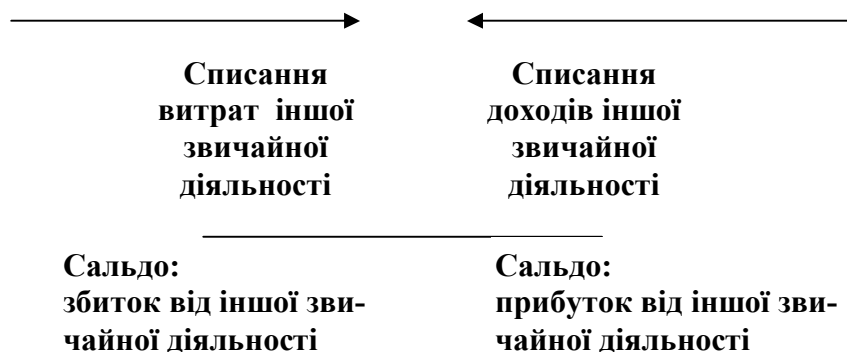 Списання
витрат іншої
звичайної
діяльності
Списання
доходів іншої
звичайної
діяльності
Сальдо:
збиток від іншої зви-
чайної діяльності
Сальдо:
прибуток від іншої зви-
чайної діяльності